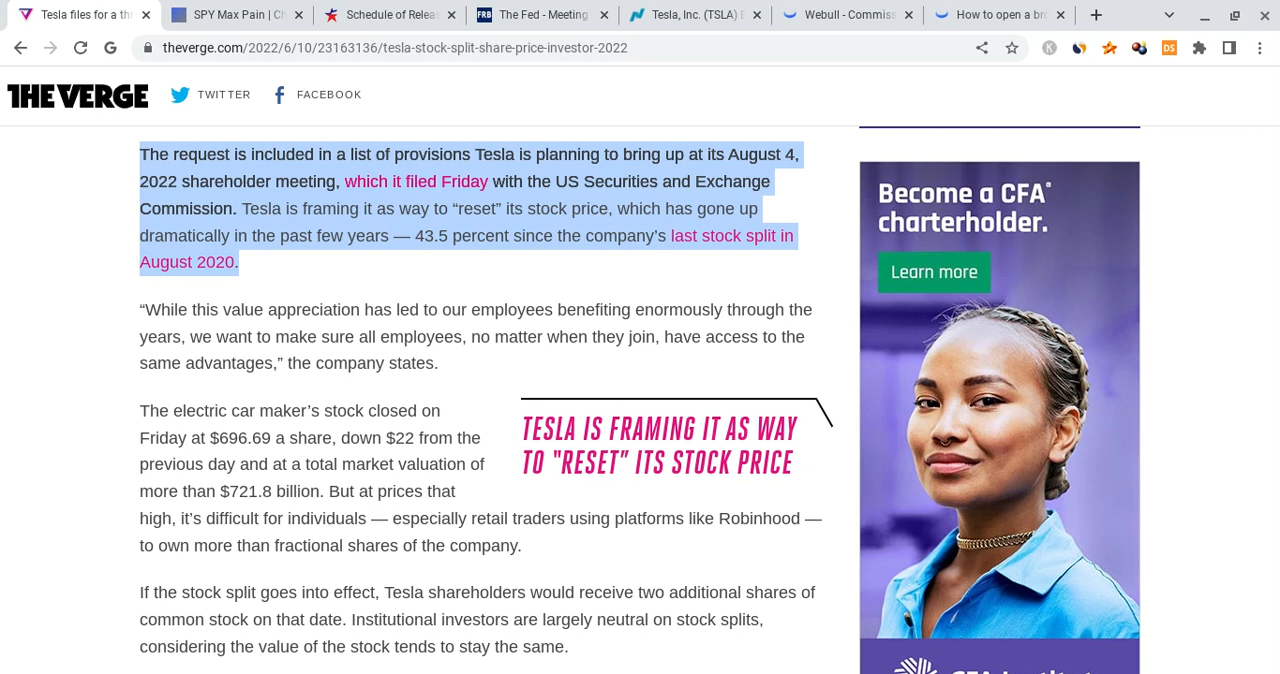 Tesla files for a thr
SPY Max Pain | Ch
Schedule of Releas
The Fed - Meeting
Tesla, Inc. (TSLA) E
Webull - Commiss
How to open a bro
theverge.com/2022/6/10/23163136/tesla-stock-split-share-price-investor-2022
THE VERGE
TWITTER
FACEBOOK
The request is included in a list of provisions Tesla is planning to bring up at its August 4,
2022 shareholder meeting, which it filed Friday with the US Securities and Exchange
Commission. Tesla is framing it as way to “reset” its stock price, which has gone up
dramatically in the past few years — 43.5 percent since the company’s last stock split in
August 2020.
“While this value appreciation has led to our employees benefiting enormously through the
years, we want to make sure all employees, no matter when they join, have access to the
same advantages,” the company states.
The electric car maker’s stock closed on
Friday at $696.69 a share, down $22 from the
previous day and at a total market valuation of
more than $721.8 billion. But at prices that
high, it’s difficult for individuals — especially retail traders using platforms like Robinhood —
to own more than fractional shares of the company.
TESLA IS FRAMING IT AS WAY
TO "RESET" ITS STOCK PRICE
If the stock split goes into effect, Tesla shareholders would receive two additional shares of
common stock on that date. Institutional investors are largely neutral on stock splits,
considering the value of the stock tends to stay the same.
Become a CFA®
charterholder.
Learn more
CFA Institute